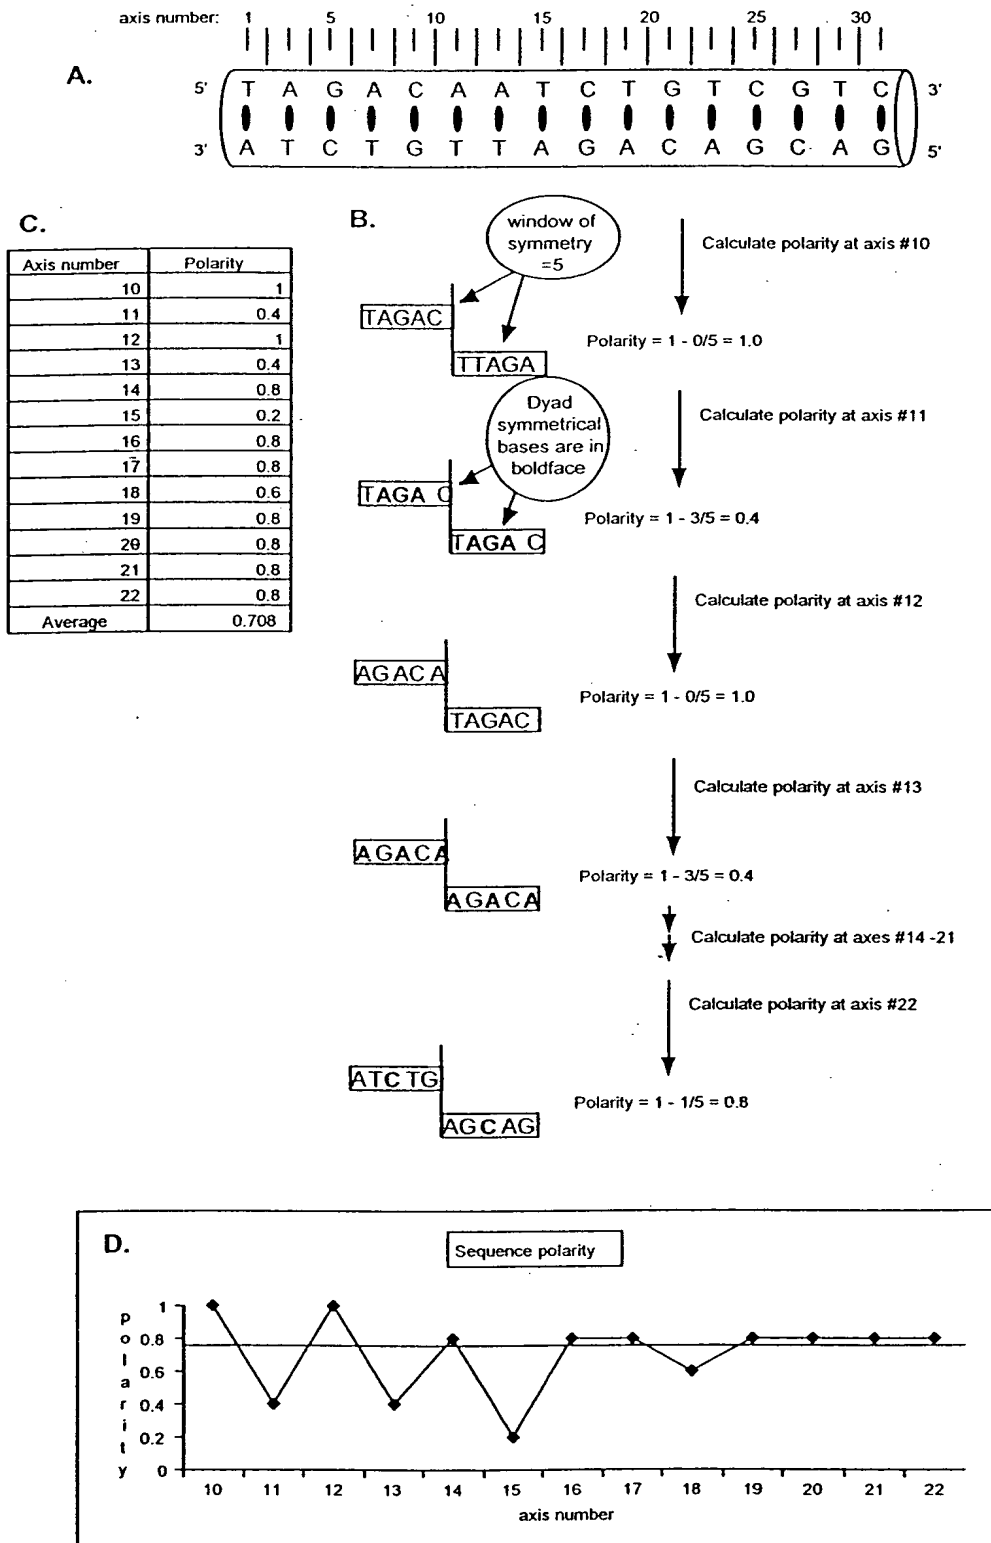 axis number: 1 5 10 15 20 25 30
A.
5' T A G A C A A T C T G T C G T C 3'
3' A T C T G T T A G A C A G C A G 5'
C.
Axis number Polarity
10 1
11 0.4
12 1
13 0.4
14 0.8
15 0.2
16 0.8
17 0.8
18 0.6
19 0.8
20 0.8
21 0.8
22 0.8
Average 0.708
B.
window of
symmetry
=5
Calculate polarity at axis #10
TAGAC
TTAGA
Polarity = 1 - 0/5 = 1.0
Dyad
symmetrical
bases are in
boldface
Calculate polarity at axis #11
TAGA C
TAGA C
Polarity = 1 - 3/5 = 0.4
Calculate polarity at axis #12
AGACA
TAGAC
Polarity = 1 - 0/5 = 1.0
Calculate polarity at axis #13
AGACA
AGACA
Polarity = 1 - 3/5 = 0.4
Calculate polarity at axes #14 -21
Calculate polarity at axis #22
ATCTG
AGCAG
Polarity = 1 - 1/5 = 0.8
D.
Sequence polarity
polarity
1
0.8
0.6
0.4
0.2
0
10 11 12 13 14 15 16 17 18 19 20 21 22
axis number